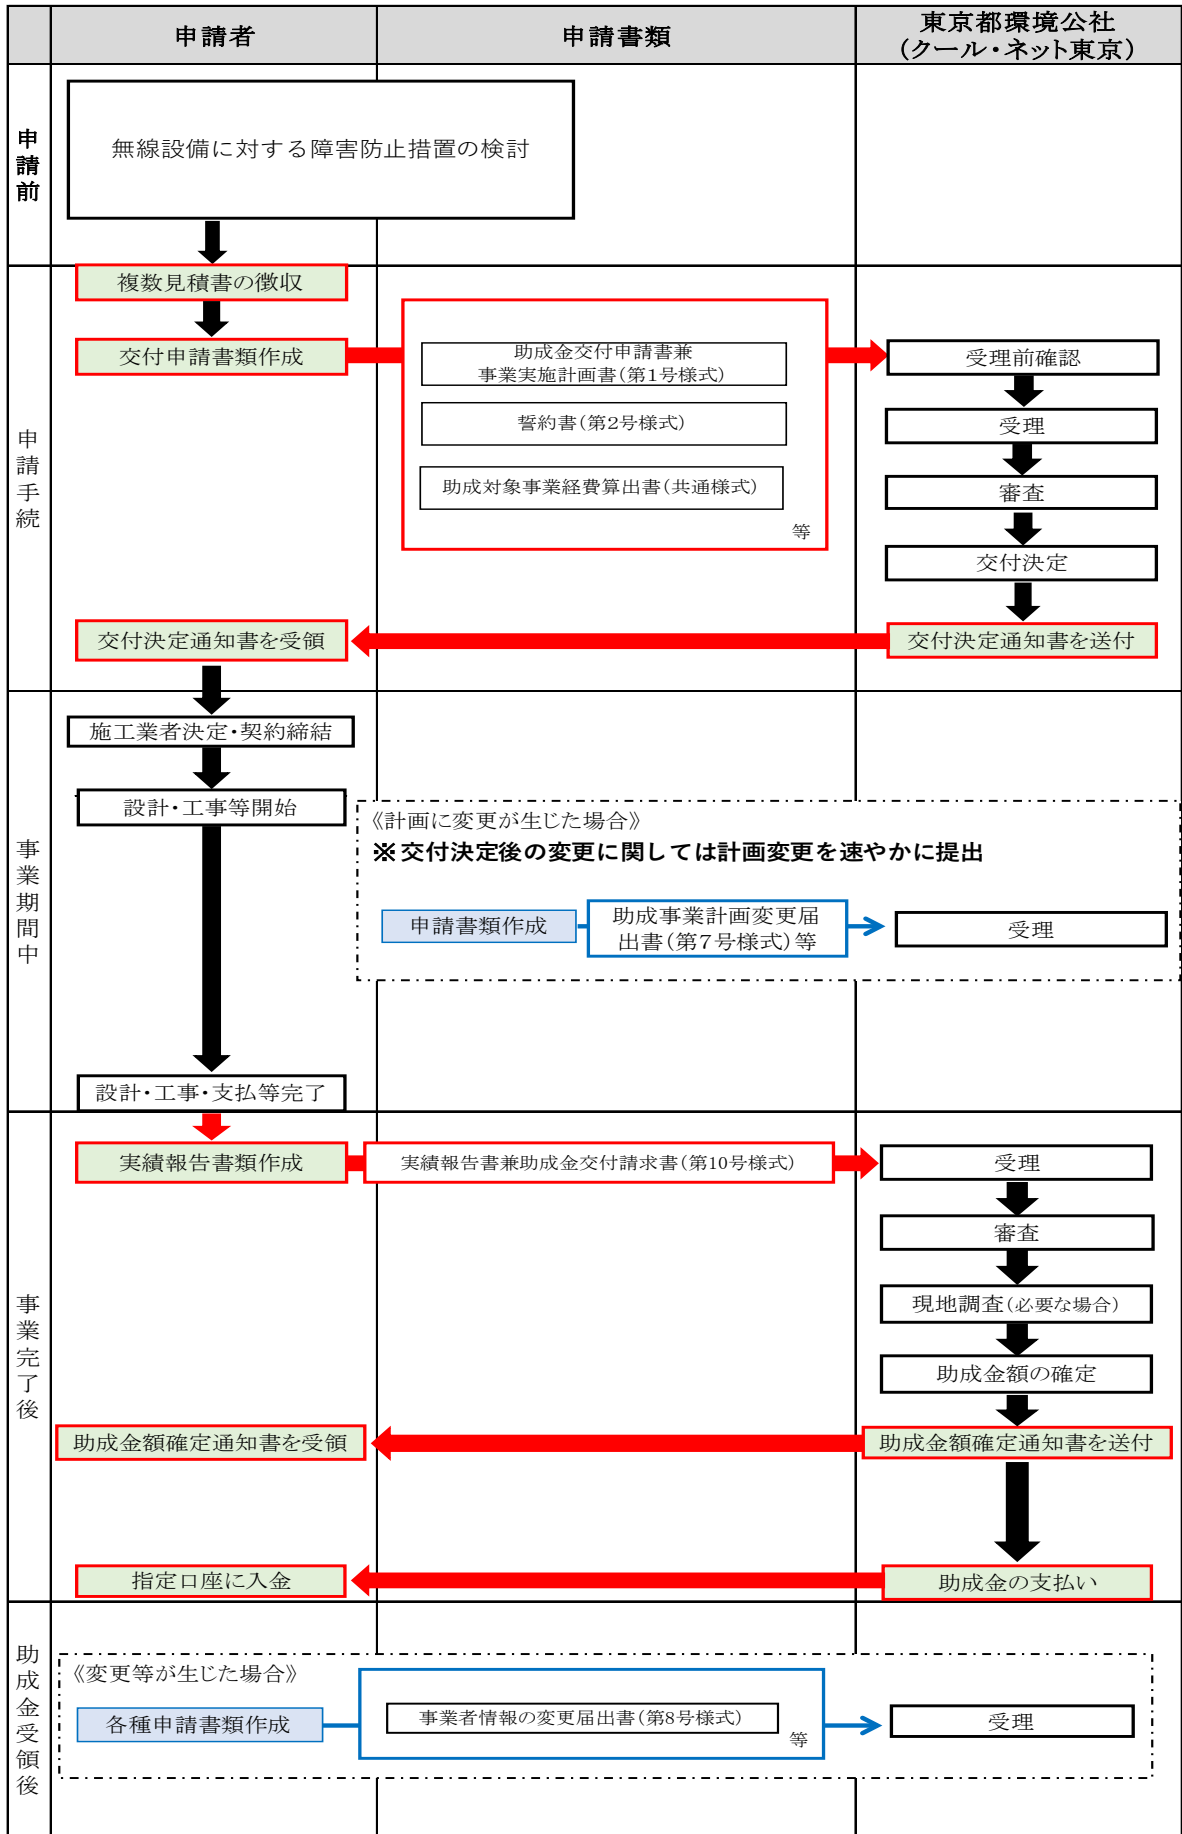 申請者
申請書類
東京都環境公社
(クール・ネット東京)
申請前
無線設備に対する障害防止措置の検討
申請手続
複数見積書の徴収
交付申請書類作成
助成金交付申請書兼
事業実施計画書(第1号様式)
誓約書(第2号様式)
助成対象事業経費算出書(共通様式)
等
受理前確認
受理
審査
交付決定
交付決定通知書を送付
交付決定通知書を受領
事業期間中
施工業者決定・契約締結
設計・工事等開始
《計画に変更が生じた場合》
※交付決定後の変更に関しては計画変更を速やかに提出
申請書類作成
助成事業計画変更届
出書(第7号様式)等
受理
設計・工事・支払等完了
事業完了後
実績報告書類作成
実績報告書兼助成金交付請求書(第10号様式)
受理
審査
現地調査(必要な場合)
助成金額の確定
助成金額確定通知書を送付
助成金額確定通知書を受領
助成金の支払い
指定口座に入金
助成金受領後
《変更等が生じた場合》
各種申請書類作成
事業者情報の変更届出書(第8号様式)
等
受理